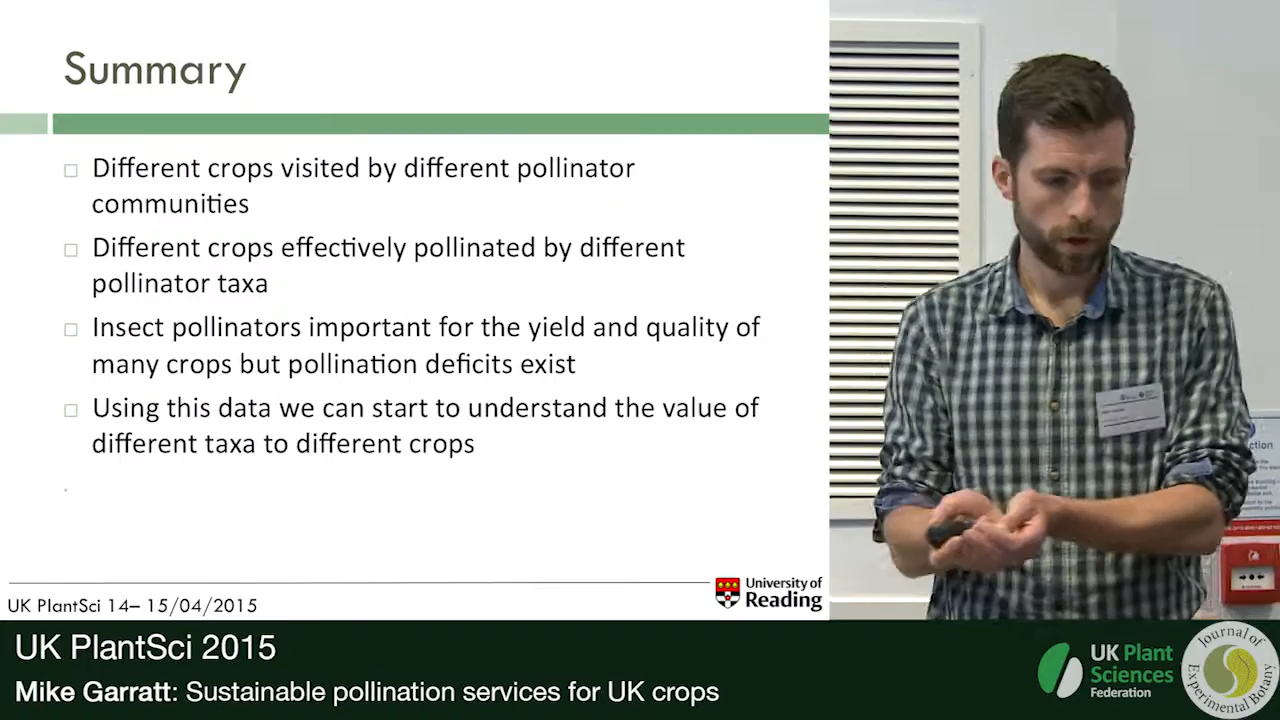 Summary
Different crops visited by different pollinator
communities
Different crops effectively pollinated by different
pollinator taxa
Insect pollinators important for the yield and quality of
many crops but pollination deficits exist
Using this data we can start to understand the value of
different taxa to different crops
UK PlantSci 14– 15/04/2015
University of
Reading
UK PlantSci 2015
Mike Garratt: Sustainable pollination services for UK crops
UK Plant
Sciences
Federation
Journal of
Experimental Botany
ction